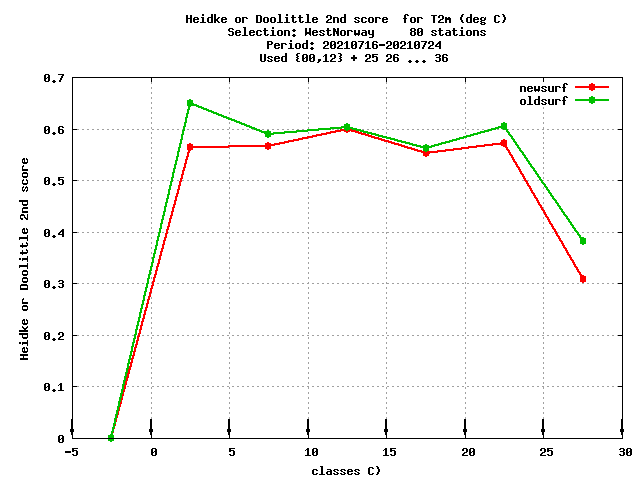 Heidke or Doolittle 2nd score  for T2m (deg C)
Selection: WestNorway     80 stations
Period: 20210716-20210724
Used {00,12} + 25 26 ... 36
newsurf
oldsurf
Heidke or Doolittle 2nd score
0.7
0.6
0.5
0.4
0.3
0.2
0.1
0
-5 0 5 10 15 20 25 30
classes C)